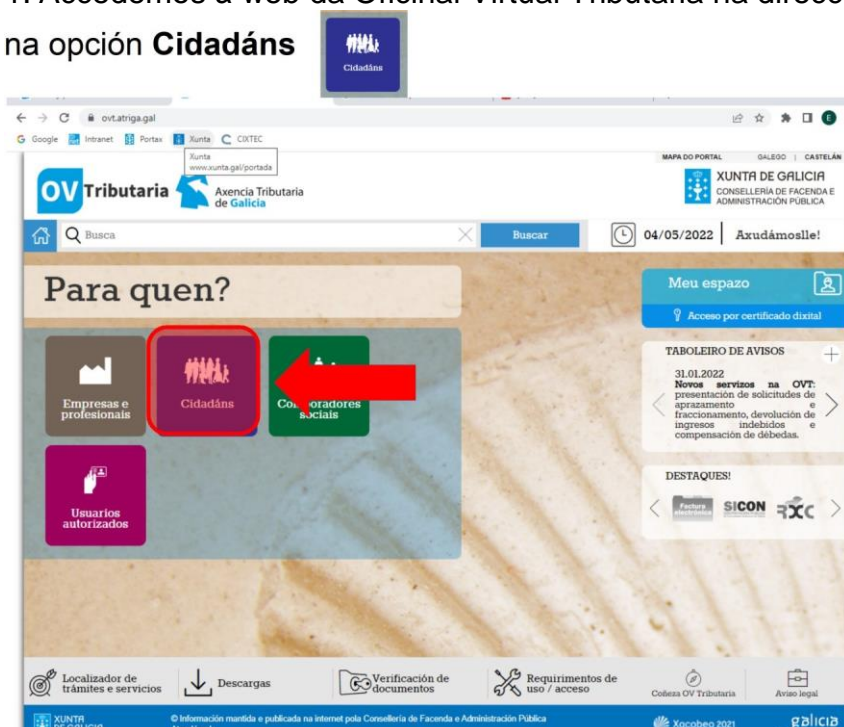 1. Accedemos á web da Oficinal Virtual Tributaria na direcc
na opción Cidadáns
Cidadáns
ovt.atriga.gal
E
G Google Intranet Portax Xunta CIXTEC
Xunta
www.xunta.gal/portada
MAPA DO PORTAL GALEGO | CASTELÁN
OV Tributaria
Axencia Tributaria
de Galicia
XUNTA DE GALICIA
CONSELLERÍA DE FACENDA E
ADMINISTRACIÓN PÚBLICA
Busca
Buscar
04/05/2022
Axudámoslle!
Para quen?
Empresas e
profesionais
Cidadáns
Colaboradores
sociais
Usuarios
autorizados
Meu espazo
Acceso por certificado dixital
TABOLEIRO DE AVISOS
31.01.2022
Novos servizos na OVT:
presentación de solicitudes de
aprazamento e
fraccionamento, devolución de
ingresos indebidos e
compensación de débedas.
DESTAQUES!
Factura
electrónica
SICON
RXC
Localizador de
trámites e servicios
Descargas
Verificación de
documentos
Requirimentos de
uso / acceso
Coñeza OV Tributaria
Aviso legal
XUNTA
DE GALICIA
© Información mantida e publicada na internet pola Consellería de Facenda e Administración Pública
Xacobeo 2021
galicia